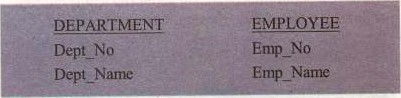 DEPARTMENT EMPLOYEE
Dept_No Emp_No
Dept_Name Emp_Name